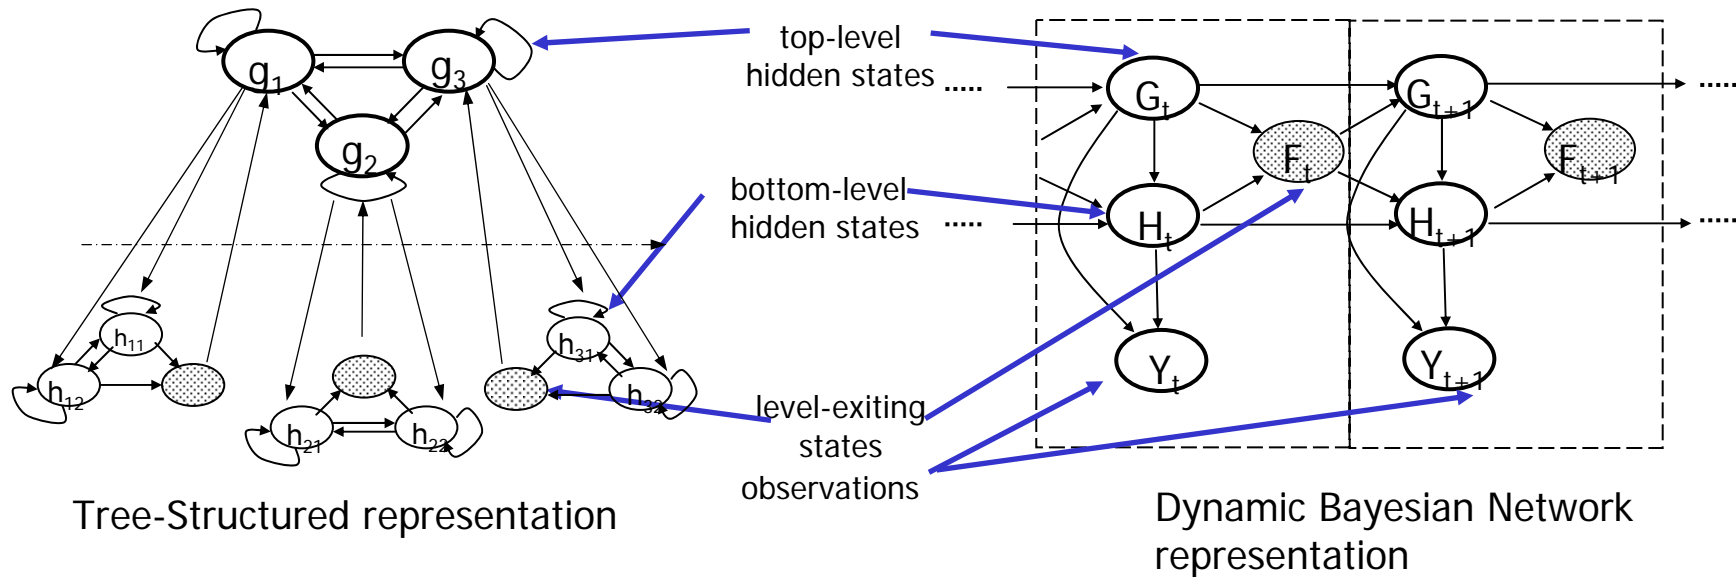 g1
g3
g2
h11
h12
h21
h22
h31
h32
Tree-Structured representation
top-level
hidden states
bottom-level
hidden states
level-exiting
states
observations
.....
.....
Gt
Ft
Ht
Yt
Gt+1
Ft+1
Ht+1
Yt+1
.....
.....
Dynamic Bayesian Network
representation